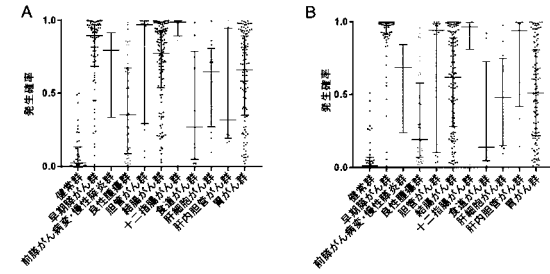 A
発生確率
1.0
0.5
0.0
健常群
早期膵がん群
前膵がん病変・慢性膵炎群
良性腫瘍群
胆管がん群
結腸がん群
十二指腸がん群
食道がん群
肝細胞がん群
肝内胆管がん群
胃がん群
B
発生確率
1.0
0.5
0.0
健常群
早期膵がん群
前膵がん病変・慢性膵炎群
良性腫瘍群
胆管がん群
結腸がん群
十二指腸がん群
食道がん群
肝細胞がん群
肝内胆管がん群
胃がん群